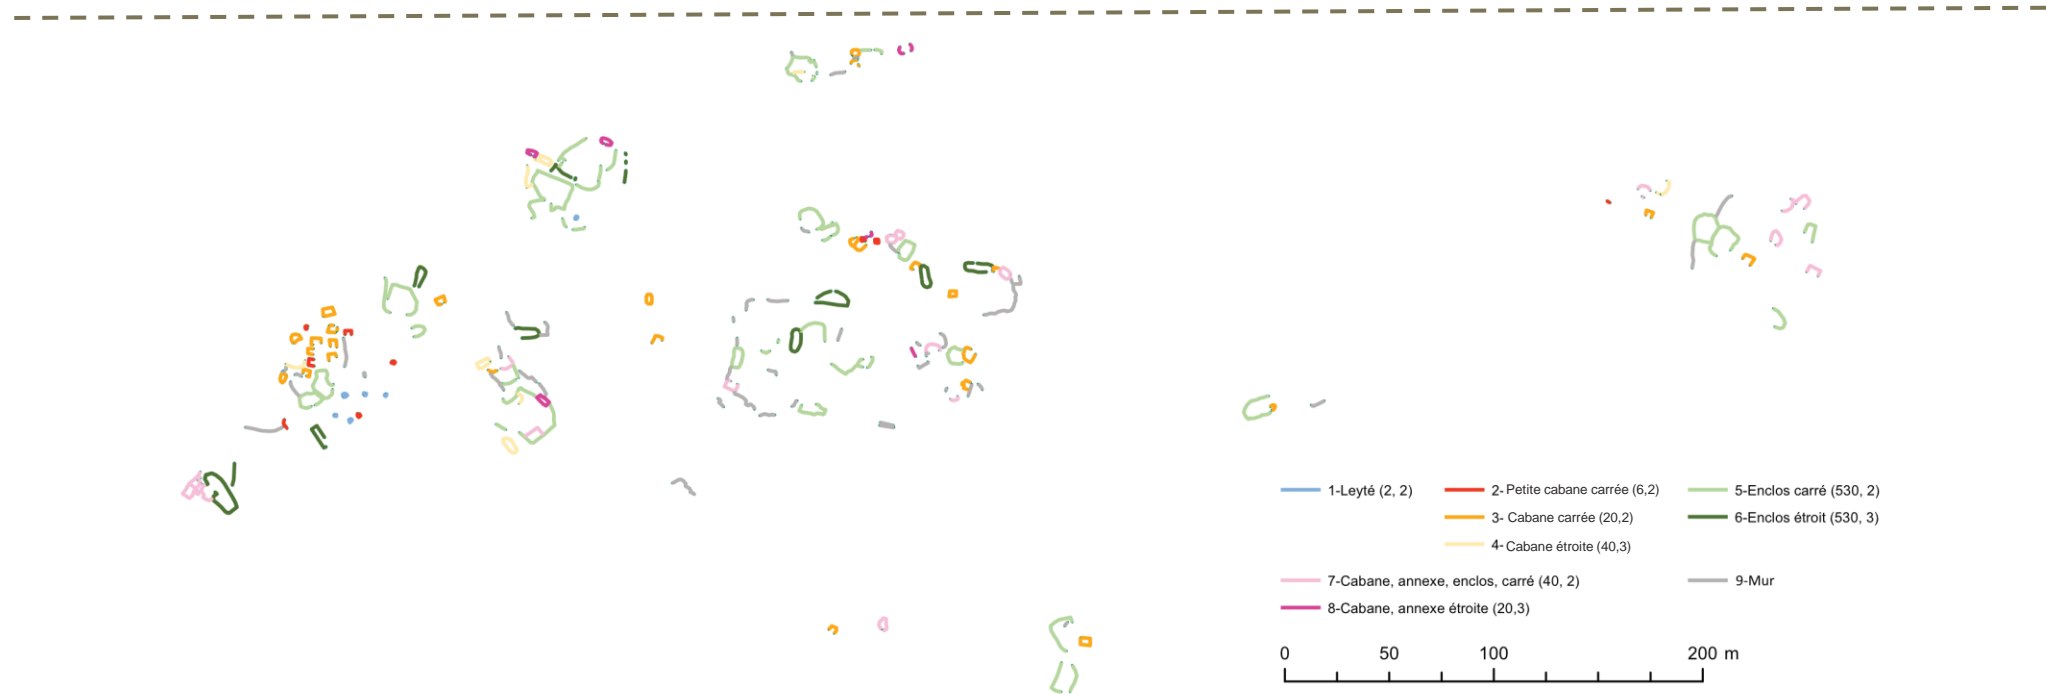 1-Leyté (2, 2)
2- Petite cabane carrée (6,2)
5-Enclos carré (530, 2)
3- Cabane carrée (20,2)
6-Enclos étroit (530, 3)
4- Cabane étroite (40,3)
7-Cabane, annexe, enclos, carré (40, 2)
9-Mur
8-Cabane, annexe étroite (20,3)
0 50 100 200 m